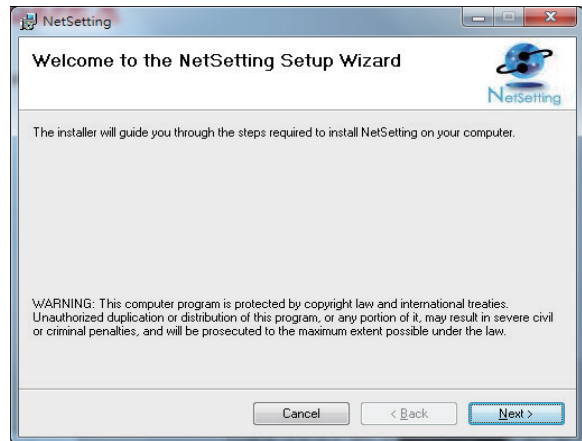 NetSetting
Welcome to the NetSetting Setup Wizard
NetSetting
The installer will guide you through the steps required to install NetSetting on your computer.
WARNING: This computer program is protected by copyright law and international treaties.
Unauthorized duplication or distribution of this program, or any portion of it, may result in severe civil
or criminal penalties, and will be prosecuted to the maximum extent possible under the law.
Cancel
< Back
Next >